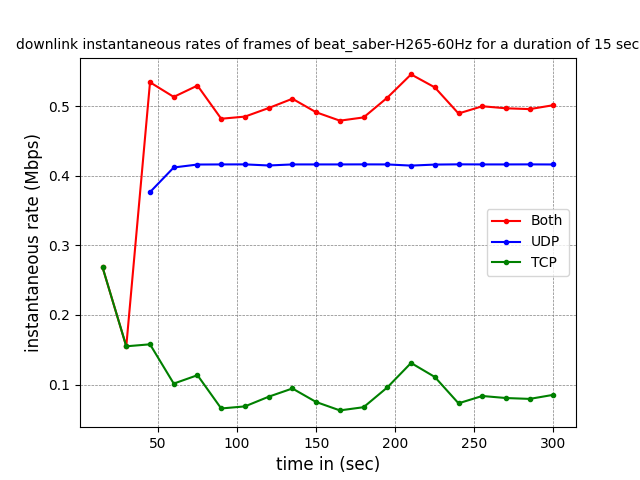 downlink instantaneous rates of frames of beat_saber-H265-60Hz for a duration of 15 sec
instantaneous rate (Mbps)
0.5
0.4
0.3
0.2
0.1
Both
UDP
TCP
50 100 150 200 250 300
time in (sec)